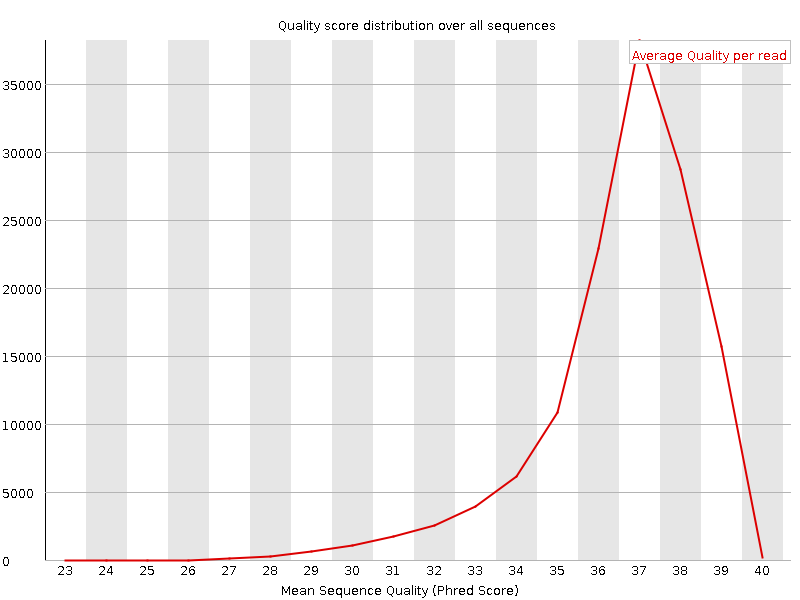 Quality score distribution over all sequences
Average Quality per read
35000
30000
25000
20000
15000
10000
5000
0
23 24 25 26 27 28 29 30 31 32 33 34 35 36 37 38 39 40
Mean Sequence Quality (Phred Score)